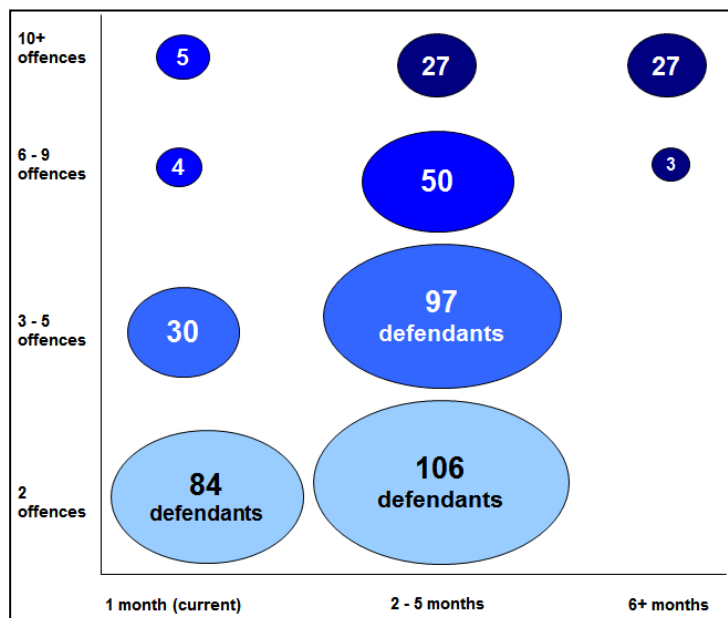 10+
offences
5
27
27
6 - 9
offences
4
50
3
3 - 5
offences
30
97
defendants
2
offences
84
defendants
106
defendants
1 month (current)
2 - 5 months
6+ months